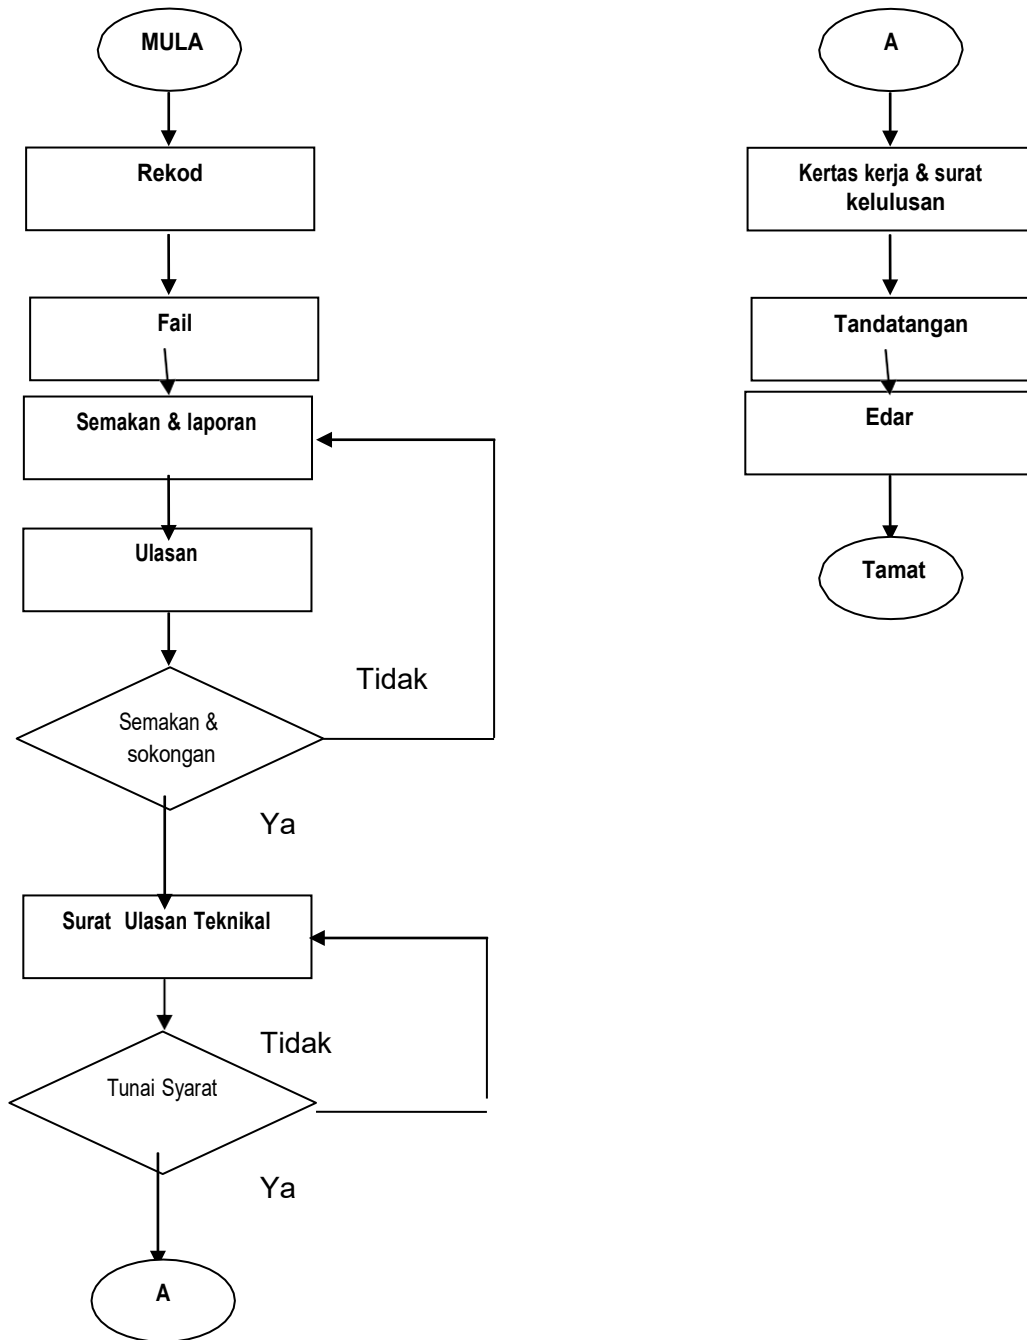 MULA
Rekod
Fail
Semakan & laporan
Ulasan
Tidak
Semakan &
sokongan
Ya
Surat Ulasan Teknikal
Tidak
Tunai Syarat
Ya
A
A
Kertas kerja & surat
kelulusan
Tandatangan
Edar
Tamat